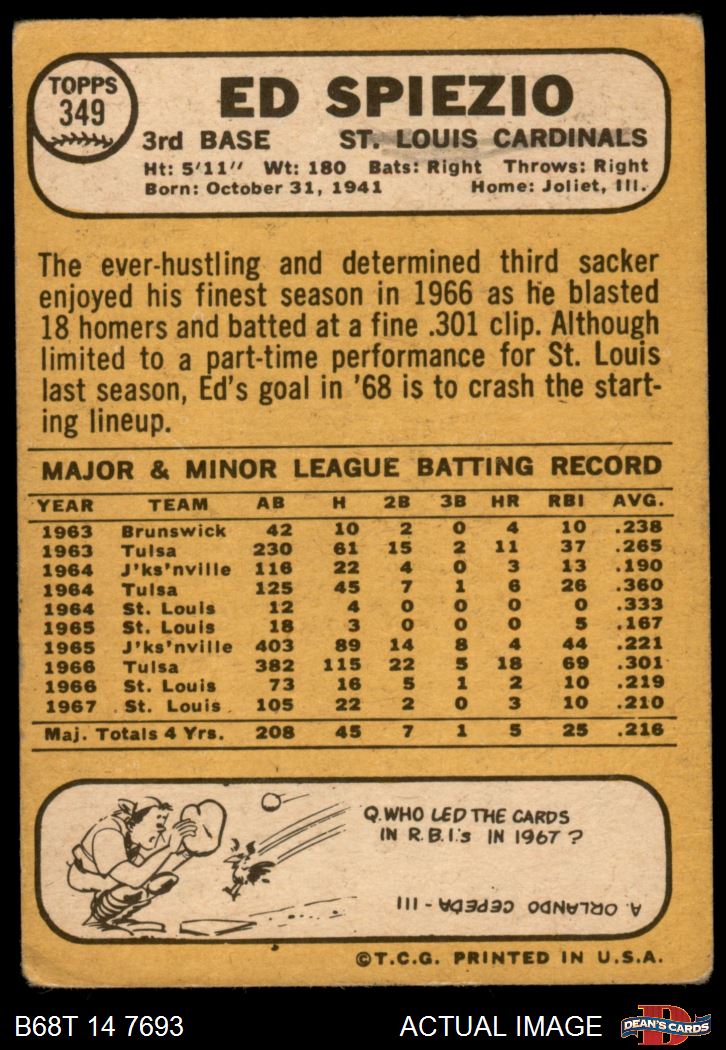 TOPPS
349
ED SPIEZIO
3rd BASE ST. LOUIS CARDINALS
Ht: 5'11" Wt: 180 Bats: Right Throws: Right
Born: October 31, 1941 Home: Joliet, Ill.
The ever-hustling and determined third sacker
enjoyed his finest season in 1966 as he blasted
18 homers and batted at a fine .301 clip. Although
limited to a part-time performance for St. Louis
last season, Ed's goal in '68 is to crash the start-
ing lineup.
MAJOR & MINOR LEAGUE BATTING RECORD
YEAR TEAM AB H 2B 3B HR RBI AVG.
1963 Brunswick 42 10 2 0 4 10 .238
1963 Tulsa 230 61 15 2 11 37 .265
1964 J'ks'nville 116 22 4 0 3 13 .190
1964 Tulsa 125 45 7 1 6 26 .360
1964 St. Louis 12 4 0 0 0 0 .333
1965 St. Louis 18 3 0 0 0 5 .167
1965 J'ks'nville 403 89 14 8 4 44 .221
1966 Tulsa 382 115 22 5 18 69 .301
1966 St. Louis 73 16 5 1 2 10 .219
1967 St. Louis 105 22 2 0 3 10 .210
Maj. Totals 4 Yrs. 208 45 7 1 5 25 .216
Q. WHO LED THE CARDS
IN R.B.I.'s IN 1967?
A. ORLANDO CEPEDA - 111
©T.C.G. PRINTED IN U.S.A.
B68T 14 7693 ACTUAL IMAGE DEAN'S CARDS